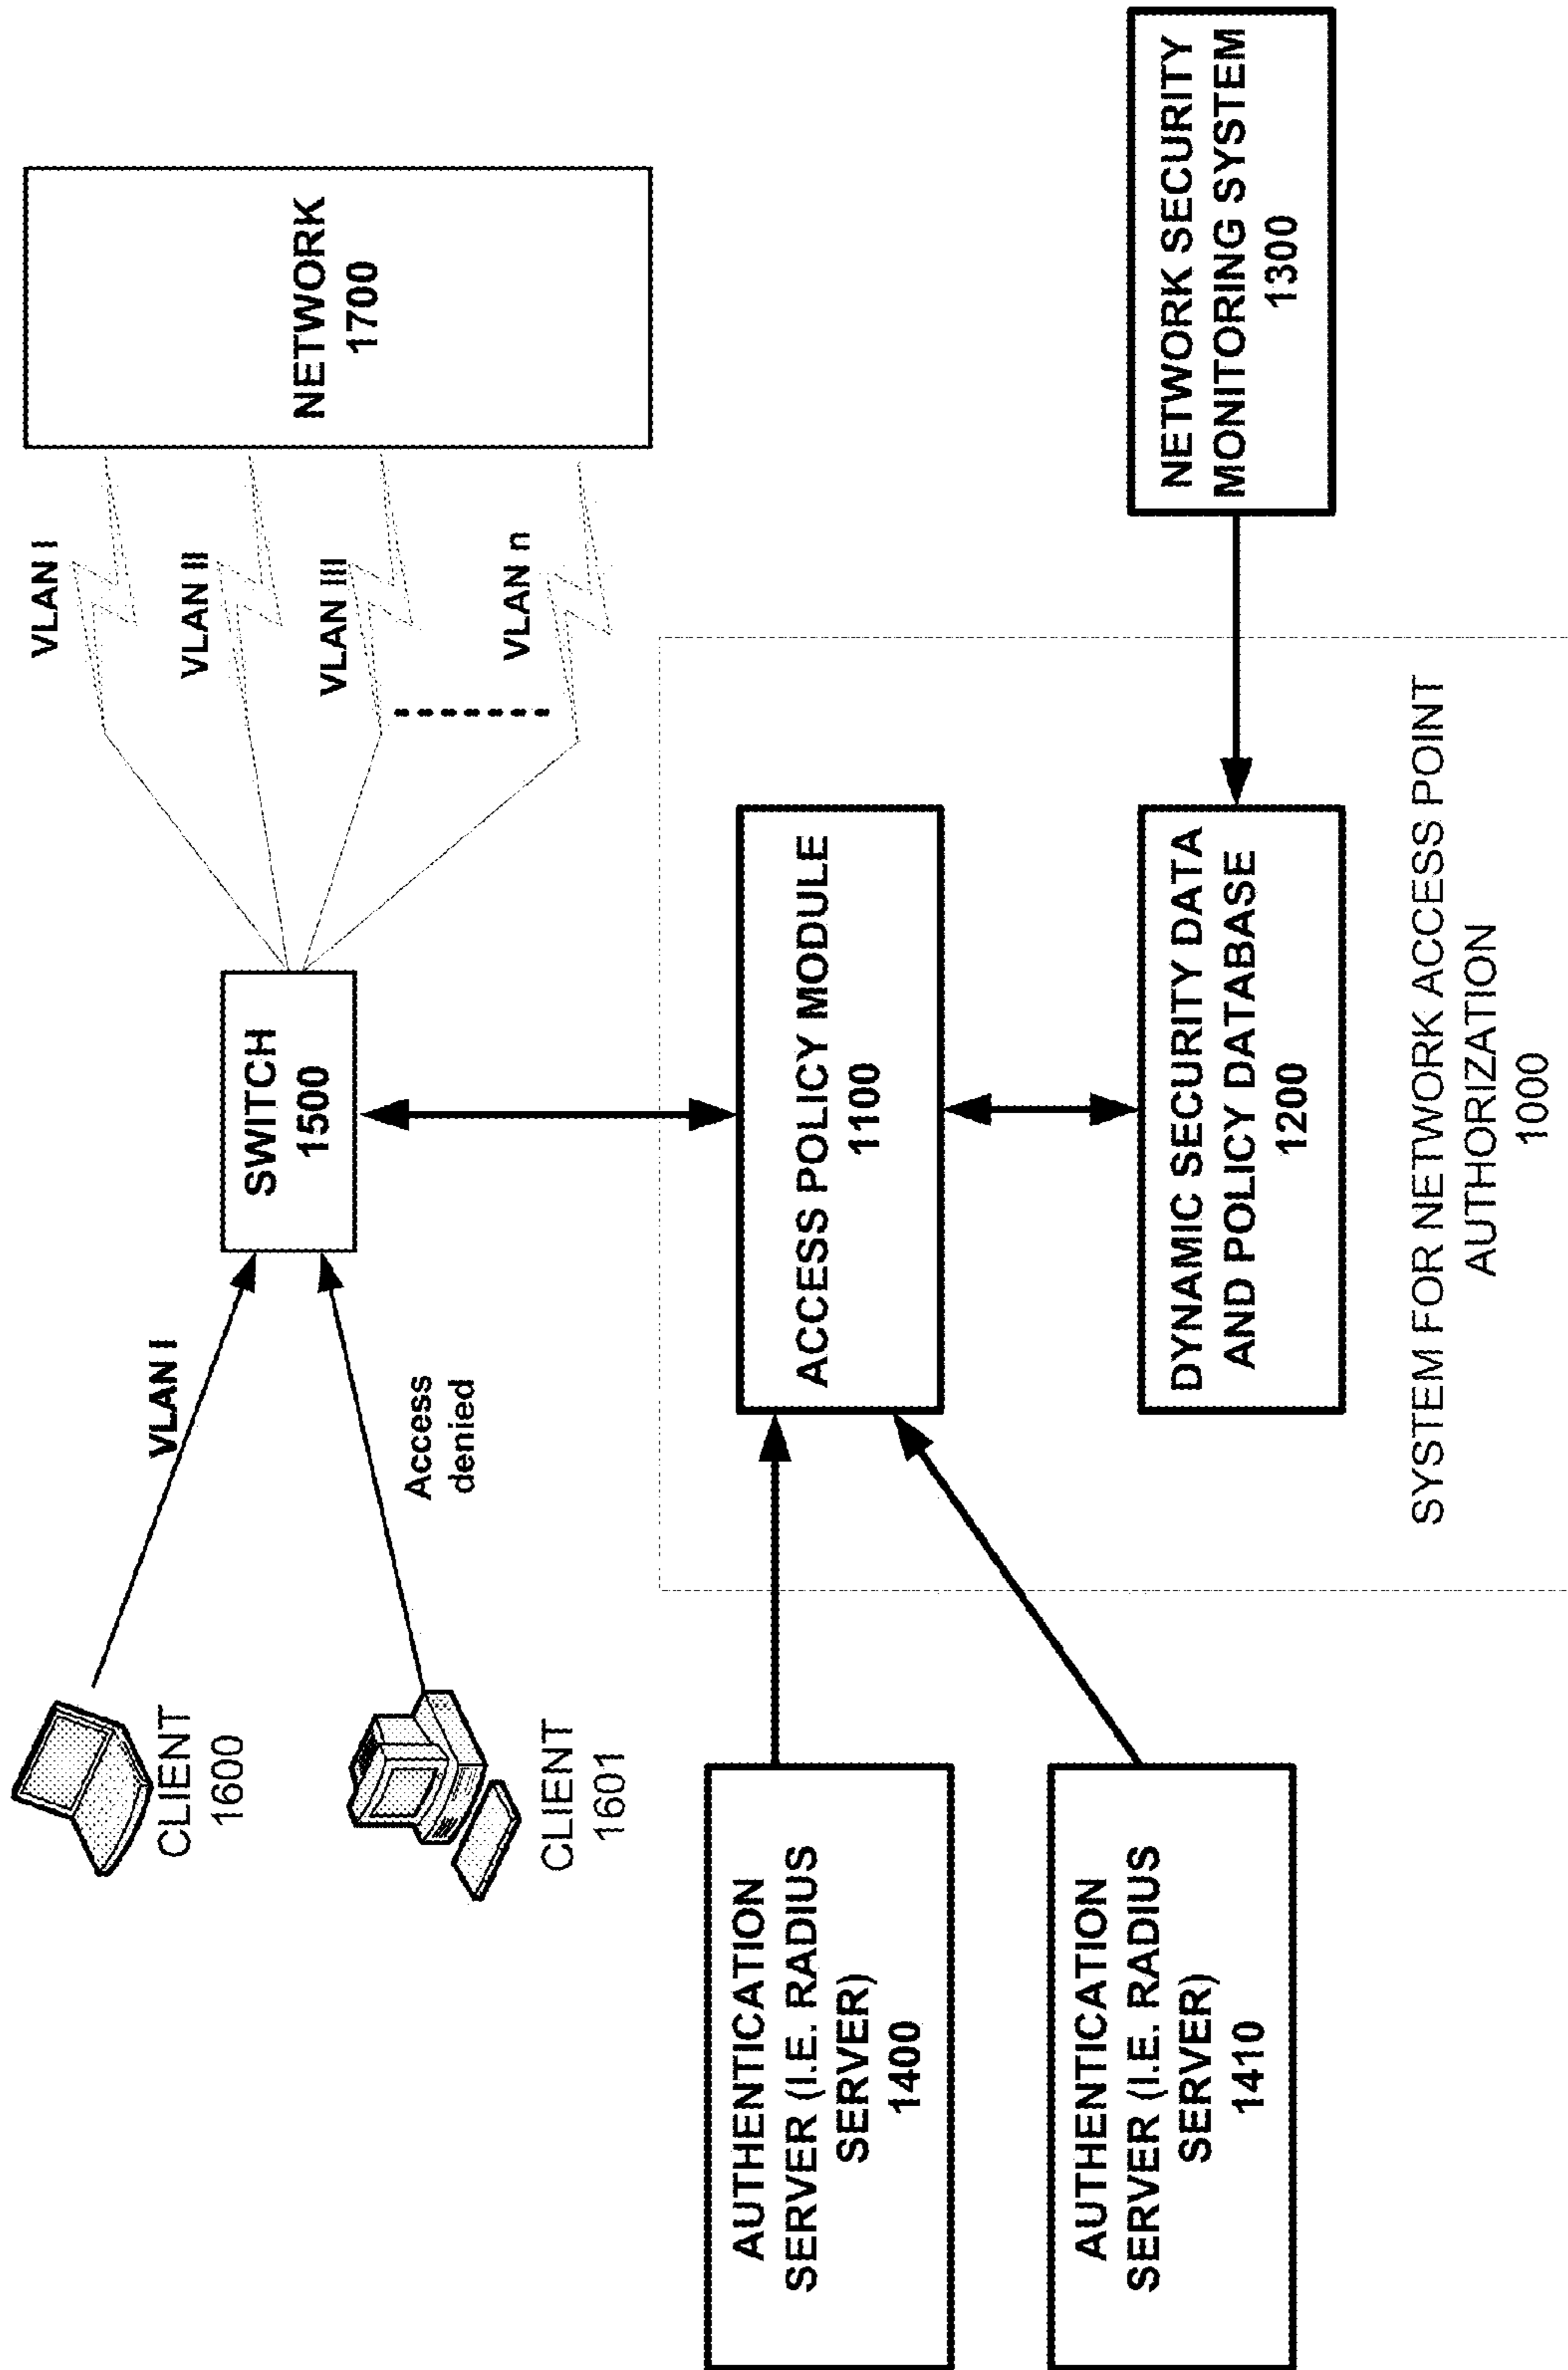 CLIENT
1600
CLIENT
1601
VLAN I
Access
denied
SWITCH
1500
VLAN I
VLAN II
VLAN III
VLAN n
NETWORK
1700
AUTHENTICATION
SERVER (I.E. RADIUS
SERVER)
1400
AUTHENTICATION
SERVER (I.E. RADIUS
SERVER)
1410
ACCESS POLICY MODULE
1100
DYNAMIC SECURITY DATA
AND POLICY DATABASE
1200
SYSTEM FOR NETWORK ACCESS POINT
AUTHORIZATION
1000
NETWORK SECURITY
MONITORING SYSTEM
1300